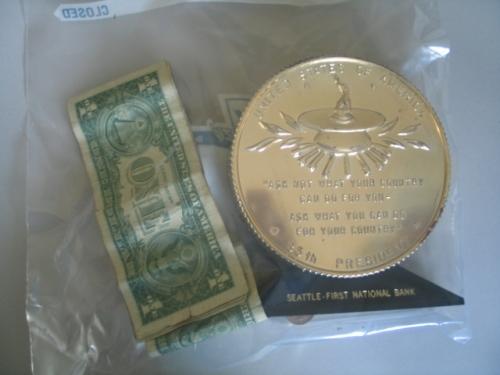 CLOSED
ONE
UNITED STATES OF AMERICA
"ASK NOT WHAT YOUR COUNTRY
CAN DO FOR YOU-
ASK WHAT YOU CAN DO
FOR YOUR COUNTRY"
35th PRESIDENT
SEATTLE-FIRST NATIONAL BANK